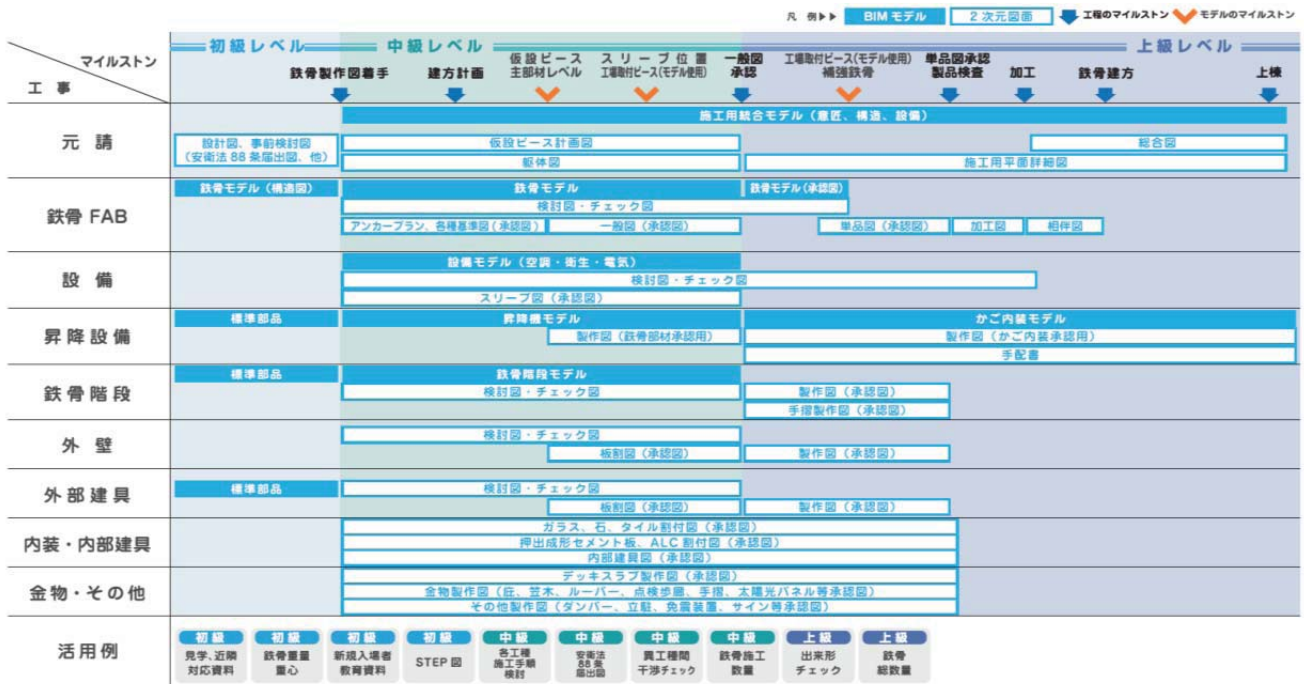 凡 例▶▶ BIM モデル 2 次元図面 工程のマイルストン モデルのマイルストン
マイルストン
工 事
初級レベル 中級レベル 上級レベル
鉄骨製作図着手
建方計画
仮設ピース
主部材レベル
スリーブ位置
工場取付ピース(モデル使用)
一般図
承認
工場取付ピース(モデル使用)
補強鉄骨
単品図承認
製品検査
加工
鉄骨建方
上棟
元 請
施工用統合モデル(意匠、構造、設備)
設計図、事前検討図
(安衛法 88 条届出図、他)
仮設ピース計画図
総合図
躯体図
施工用平面詳細図
鉄骨 FAB
鉄骨モデル(構造図)
鉄骨モデル
鉄骨モデル(承認図)
検討図・チェック図
アンカープラン、各種基準図(承認図)
一般図(承認図)
単品図(承認図)
加工図
相伴図
設 備
設備モデル(空調・衛生・電気)
検討図・チェック図
スリーブ図(承認図)
昇降設備
標準部品
昇降機モデル
かご内装モデル
製作図(鉄骨部材承認用)
製作図(かご内装承認用)
手配書
鉄骨階段
標準部品
鉄骨階段モデル
検討図・チェック図
製作図(承認図)
手摺製作図(承認図)
外 壁
検討図・チェック図
板割図(承認図)
製作図(承認図)
外部建具
標準部品
検討図・チェック図
板割図(承認図)
製作図(承認図)
内装・内部建具
ガラス、石、タイル割付図(承認図)
押出成形セメント板、ALC 割付図(承認図)
内部建具図(承認図)
金物・その他
デッキスラブ製作図(承認図)
金物製作図(庇、笠木、ルーバー、点検歩廊、手摺、太陽光パネル等承認図)
その他製作図(ダンパー、立駐、免震装置、サイン等承認図)
活用例
初級
見学、近隣
対応資料
初級
鉄骨重量
重心
初級
新規入場者
教育資料
初級
STEP 図
中級
各工種
施工手順
検討
中級
安衛法
88 条
届出図
中級
異工種間
干渉チェック
中級
鉄骨施工
数量
上級
出来形
チェック
上級
鉄骨
総数量